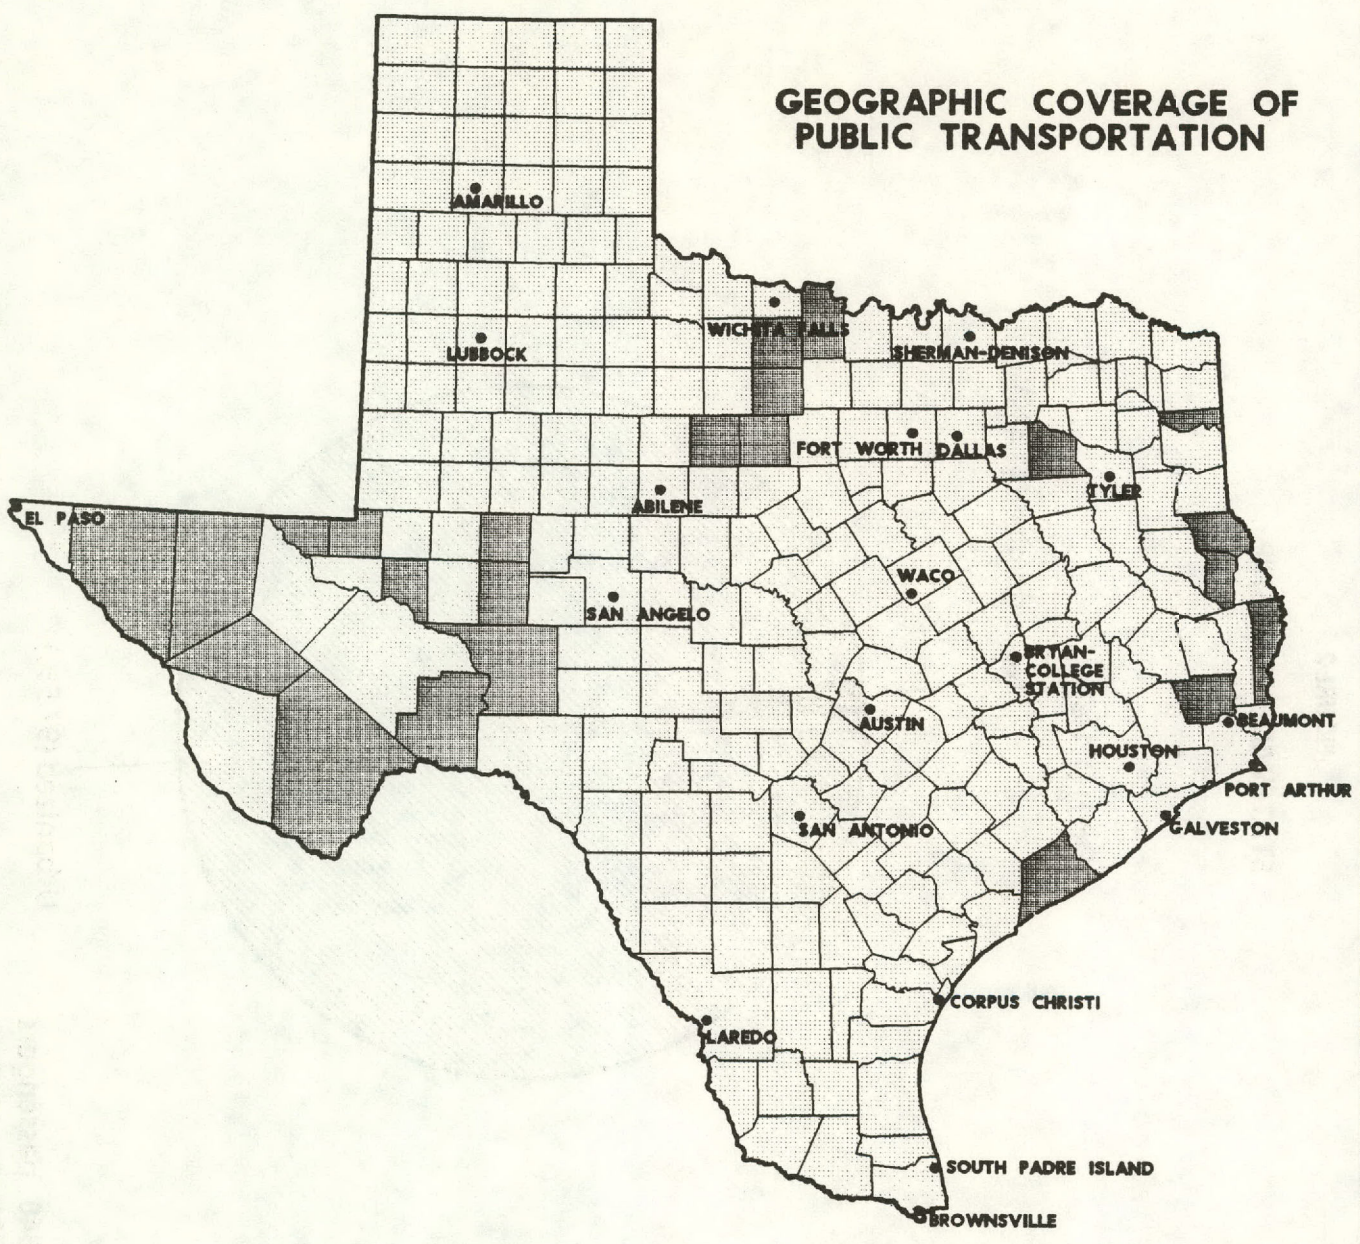 GEOGRAPHIC COVERAGE OF
PUBLIC TRANSPORTATION
AMARILLO
WICHITA FALLS
LUBBOCK
SHERMAN-DENISON
FORT WORTH
DALLAS
TYLER
ABILENE
EL PASO
WACO
SAN ANGELO
BRYAN-
COLLEGE
STATION
AUSTIN
BEAUMONT
HOUSTON
PORT ARTHUR
SAN ANTONIO
GALVESTON
CORPUS CHRISTI
LAREDO
SOUTH PADRE ISLAND
BROWNSVILLE